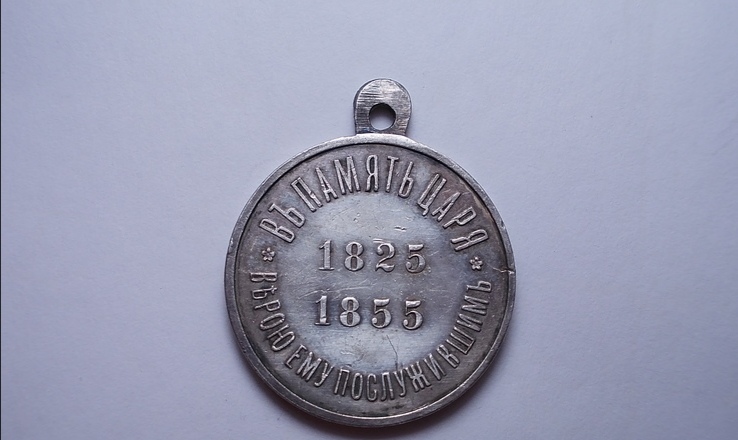 ВЪ ПАМЯТЬ ЦАРЯ
1825
1855
ВѢРОЮ ЕМУ ПОСЛУЖИВШИМЪ